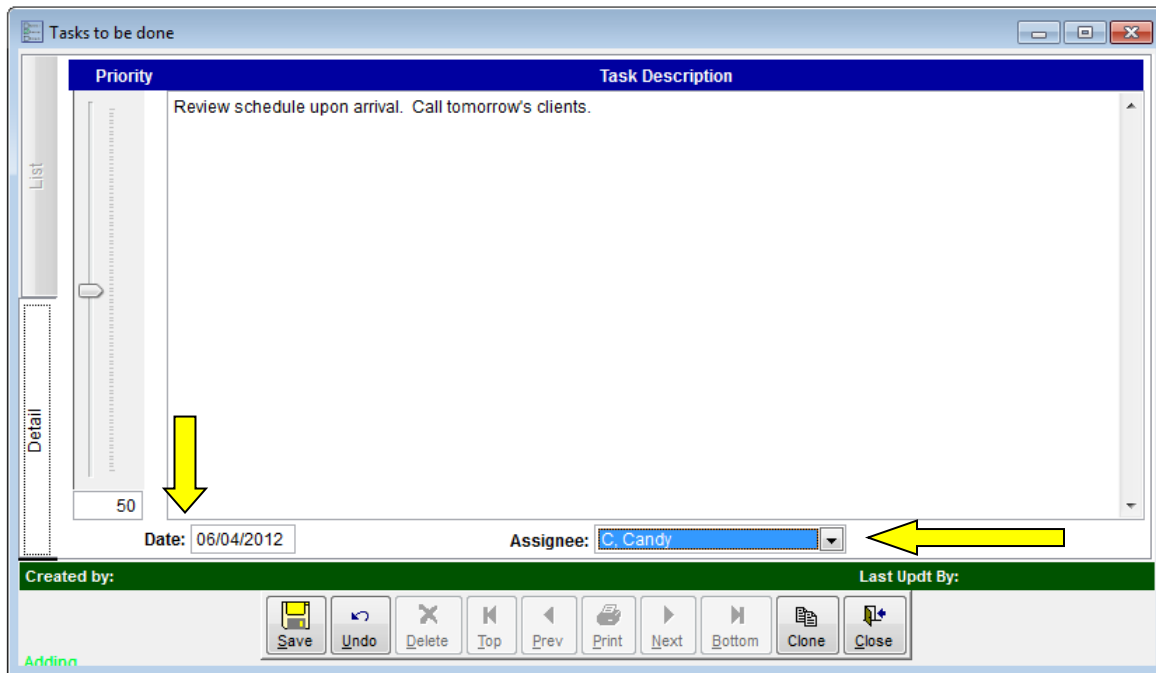 Tasks to be done
Priority Task Description
List
Review schedule upon arrival.  Call tomorrow's clients.
Detail
50
Date: 06/04/2012 Assignee: C, Candy
Created by: Last Updt By:
Save Undo Delete Top Prev Print Next Bottom Clone Close
Adding